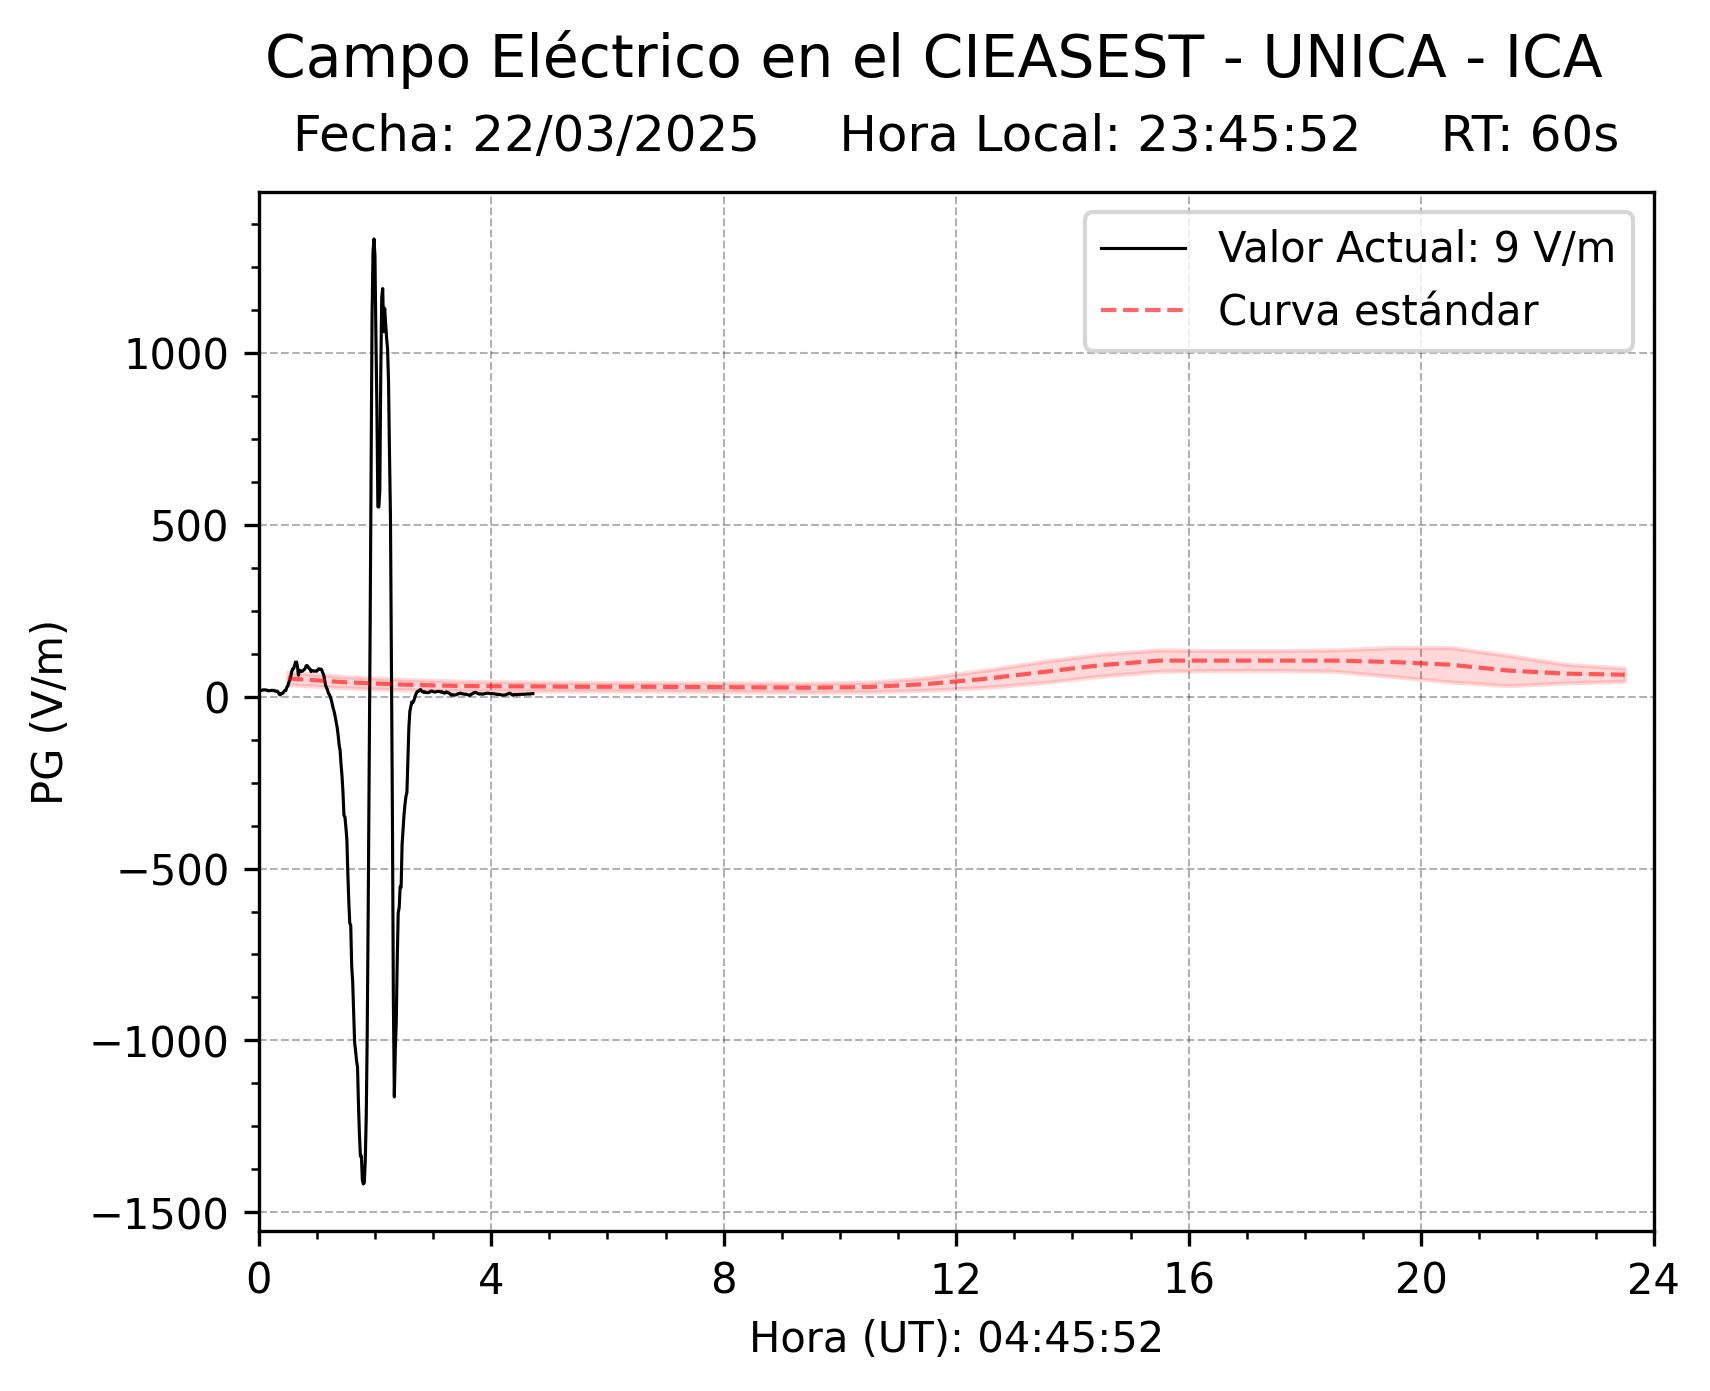 Campo Eléctrico en el CIEASEST - UNICA - ICA
Fecha: 22/03/2025 Hora Local: 23:45:52 RT: 60s
Valor Actual: 9 V/m
Curva estándar
1000
500
0
−500
−1000
−1500
PG (V/m)
0 4 8 12 16 20 24
Hora (UT): 04:45:52